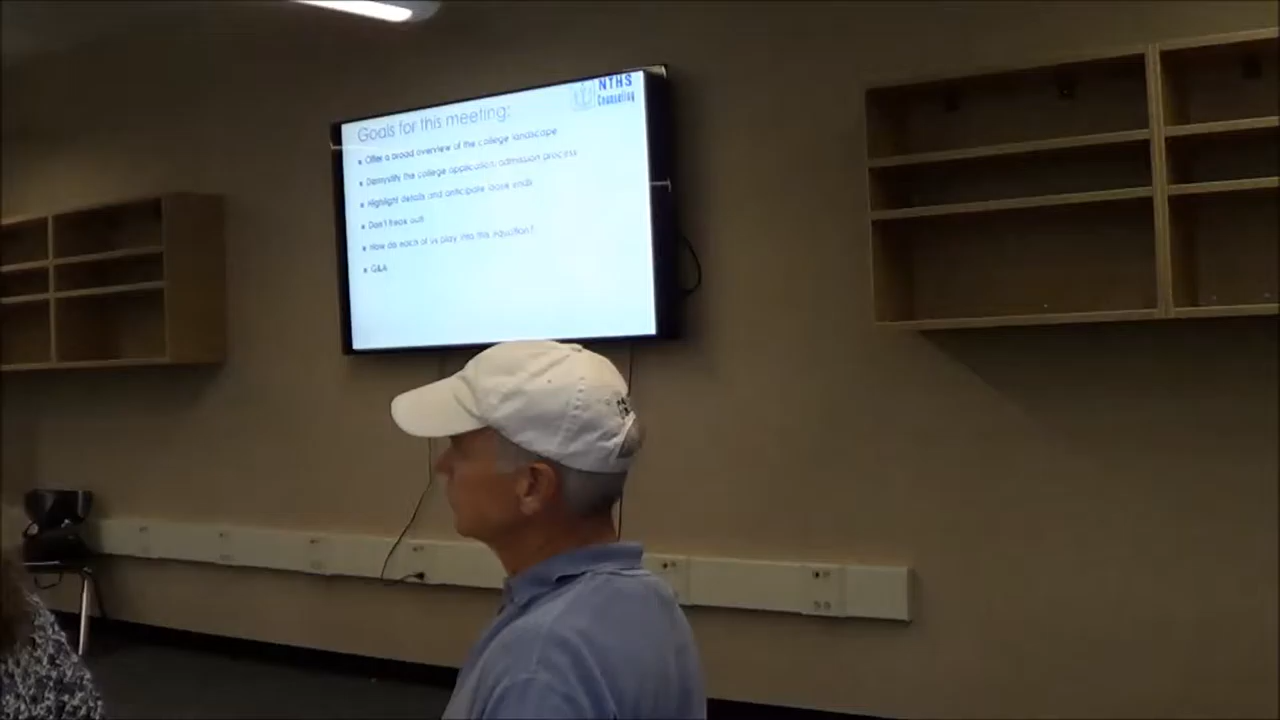 NTHS
Counseling
Goals for this meeting:
Offer a broad overview of the college landscape
Demystify the college application/admission process
Highlight details and anticipate loose ends
Don't freak out!
How do each of us play into this equation?
Q&A